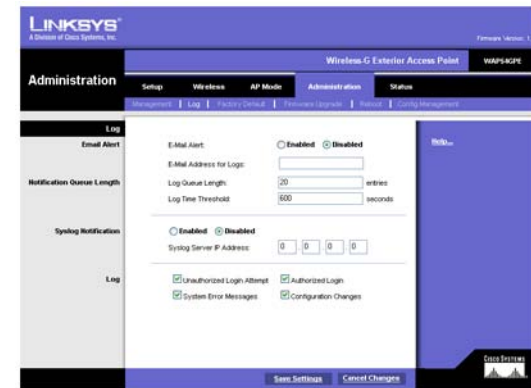 LINKSYS®
A Division of Cisco Systems, Inc.
Firmware Version: 1
Wireless-G Exterior Access Point WAP54GPE
Administration
Setup Wireless AP Mode Administration Status
Management | Log | Factory Default | Firmware Upgrade | Reboot | Config Management
Log
Email Alert E-Mail Alert: Enabled Disabled Help...
E-Mail Address for Logs:
Notification Queue Length Log Queue Length: 20 entries
Log Time Threshold: 600 seconds
Syslog Notification Enabled Disabled
Syslog Server IP Address: 0 . 0 . 0 . 0
Log Unauthorized Login Attempt Authorized Login
System Error Messages Configuration Changes
Save Settings Cancel Changes
CISCO SYSTEMS